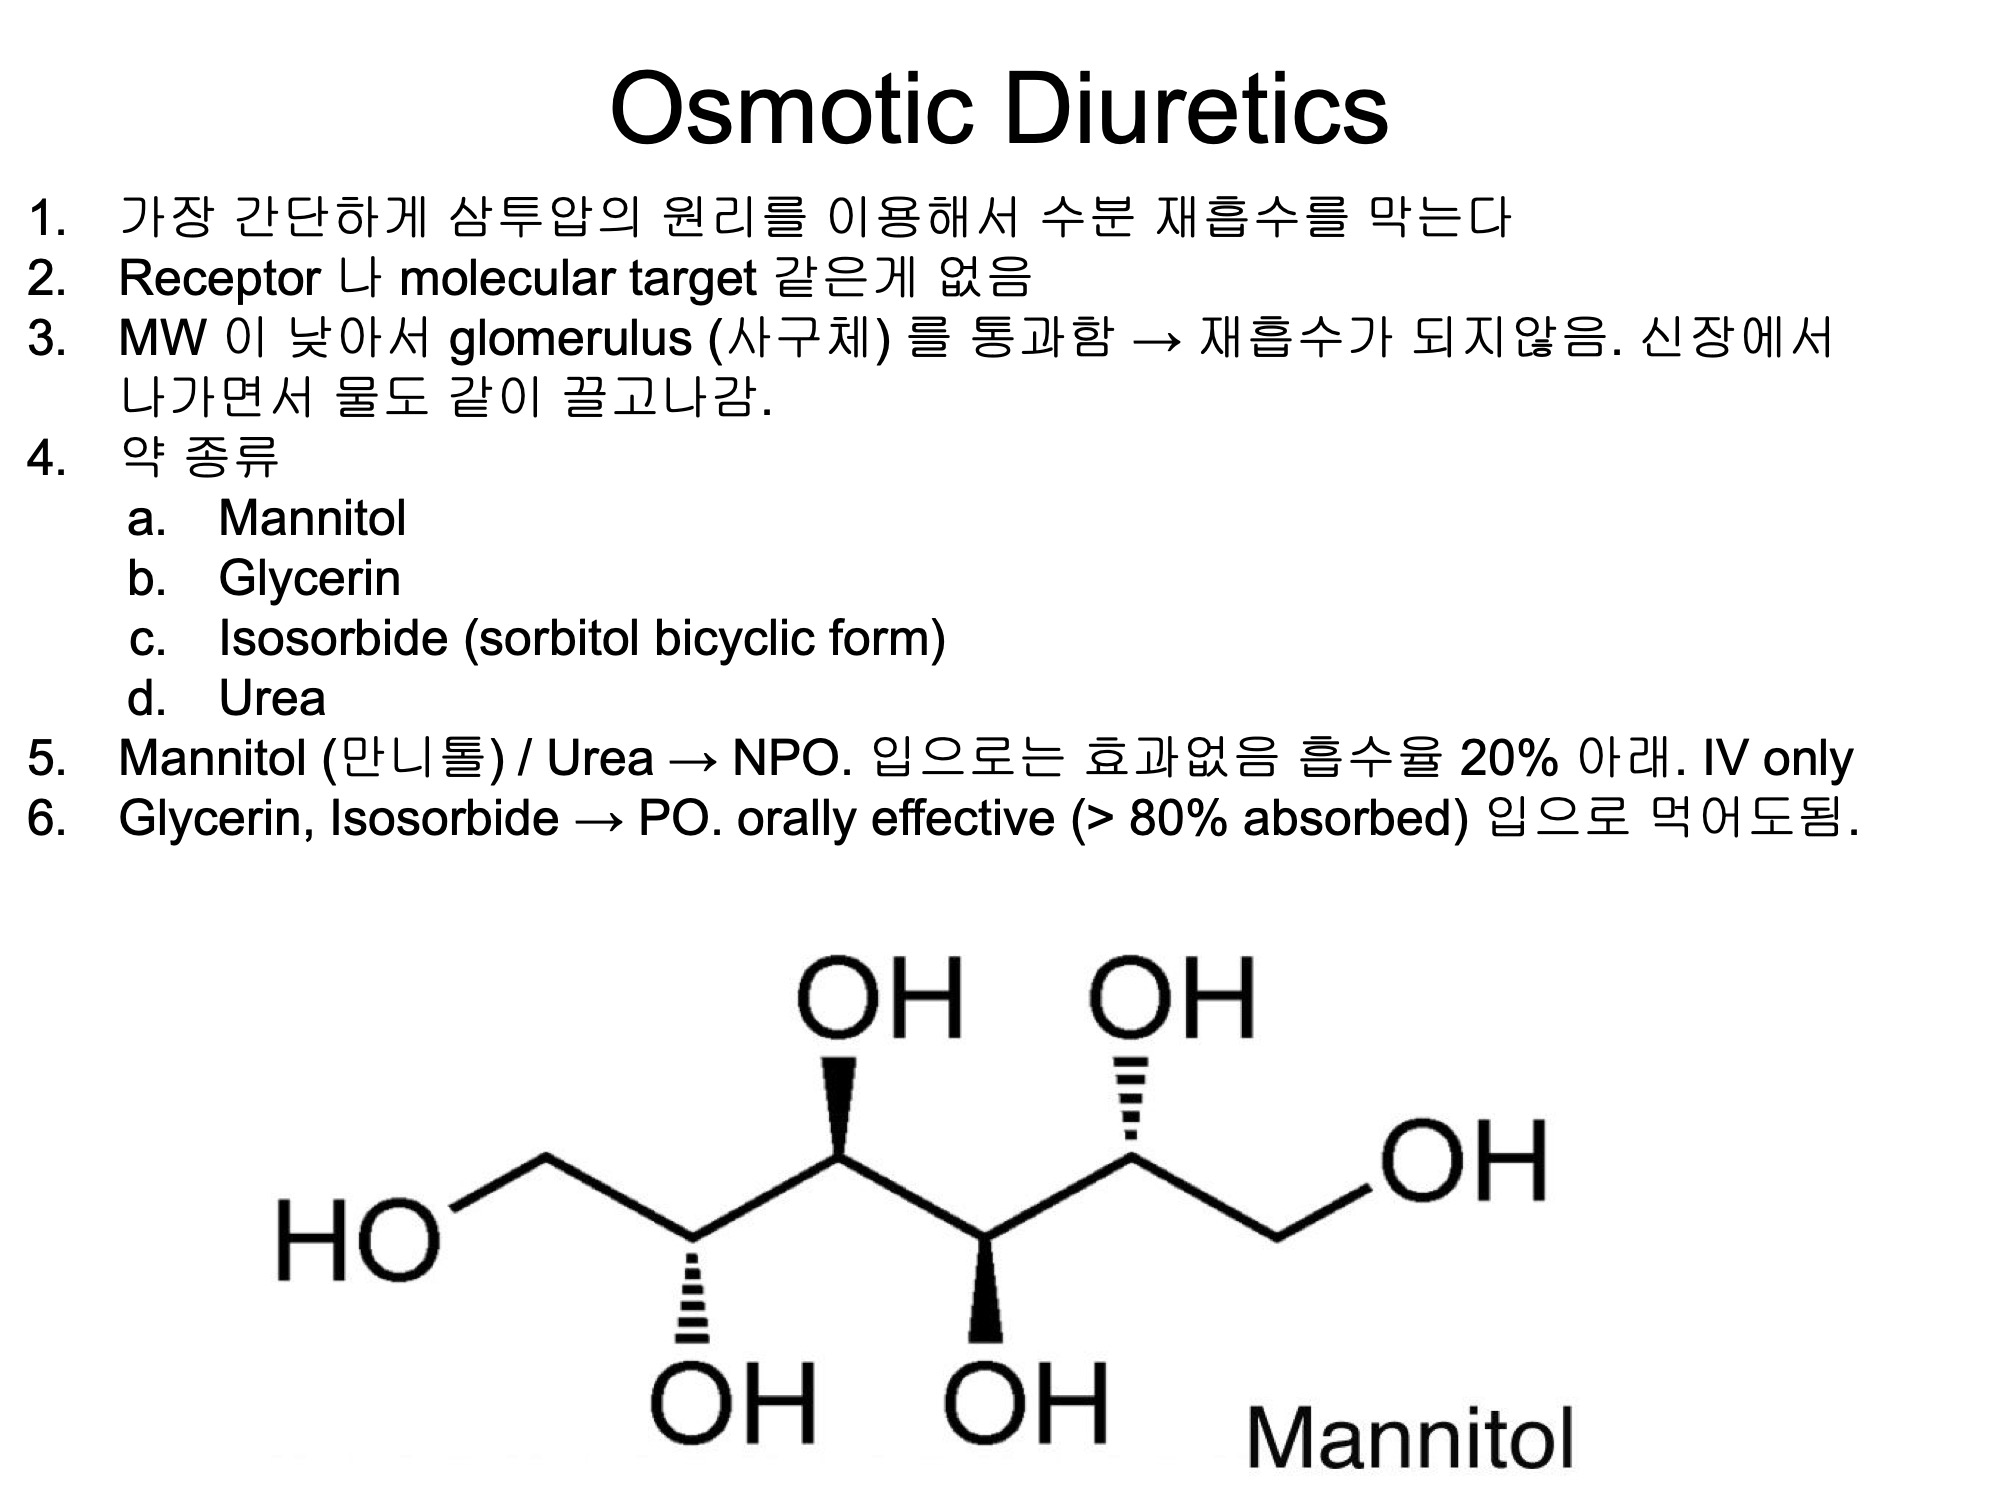 Osmotic Diuretics
1. 가장 간단하게 삼투압의 원리를 이용해서 수분 재흡수를 막는다
2. Receptor 나 molecular target 같은게 없음
3. MW 이 낮아서 glomerulus (사구체) 를 통과함 → 재흡수가 되지않음. 신장에서
나가면서 물도 같이 끌고나감.
4. 약 종류
a. Mannitol
b. Glycerin
c. Isosorbide (sorbitol bicyclic form)
d. Urea
5. Mannitol (만니톨) / Urea → NPO. 입으로는 효과없음 흡수율 20% 아래. IV only
6. Glycerin, Isosorbide → PO. orally effective (> 80% absorbed) 입으로 먹어도됨.
OH OH
OH
HO
OH OH
Mannitol